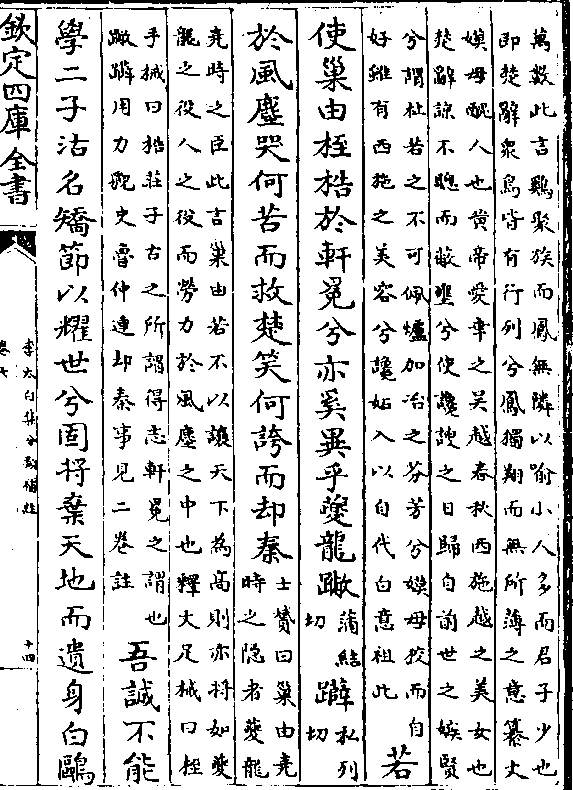 萬數此言鷄聚族而鳳無隣以喻小人多而君子少也
即楚辭衆鳥皆有行列兮鳳獨翔而無所薄之意纂文
嫫母醜人也黄帝愛幸之吴越春秋西施越之美女也
楚辭諒不聰而蔽壅兮使讒諛之日歸自前世之嫉賢
兮謂杜若之不可佩妒佳冶之芬芳兮嫫母姣而自
好雖有西施之美容兮讒妬入以自代白意祖此
若
使巢由桎梏於軒冕兮亦奚異乎夔龍蹩
蒲結
切
躠
私列
切
於風塵哭何苦而救楚笑何誇而却秦
士贇曰巢由堯
時之隐者夔龍
堯時之臣此言巢由若不以讓天下為高則亦将如夔
龍之役人之役而勞力於風塵之中也釋文足械曰桎
手械曰梏莊子古之所謂得志軒冕之謂也
蹩躠用力貌史魯仲連却秦事見二卷註
吾誠不能
學二子沽名矯節以耀世兮固将棄天地而遺身白鷗
欽定四庫全書
李太白集分類補註
卷七
十四